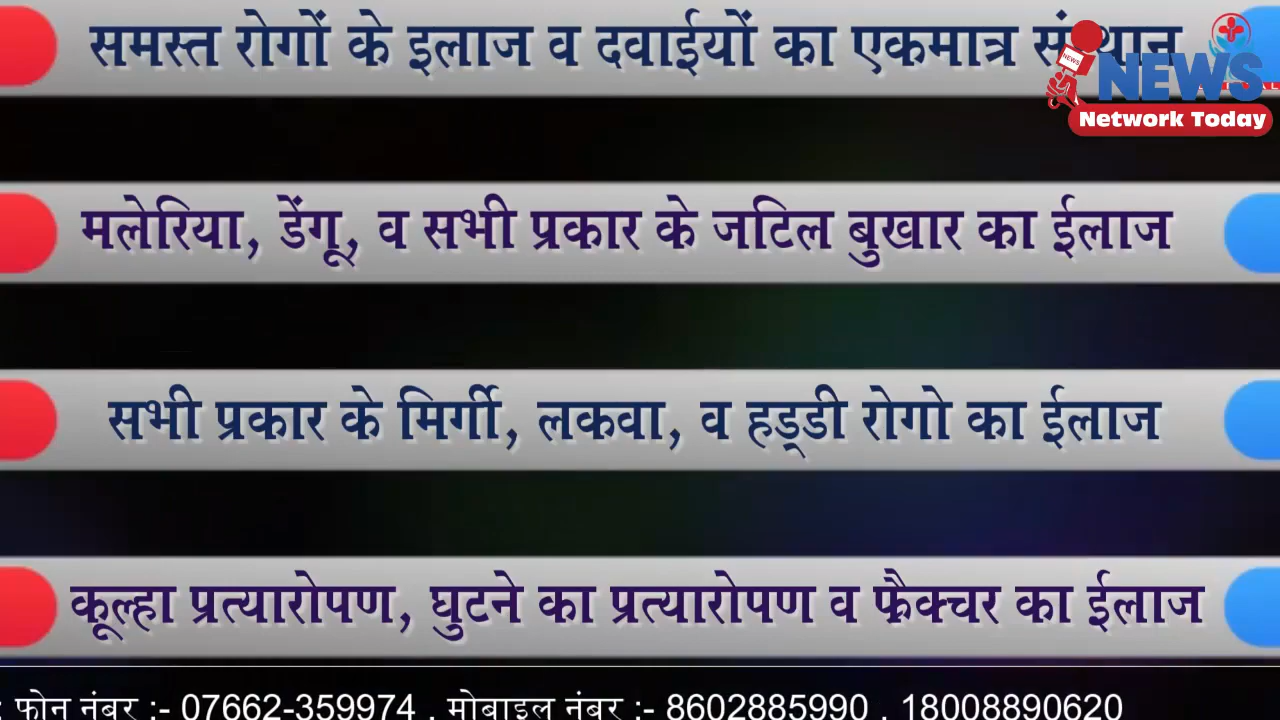 समस्त रोगों के इलाज व दवाईयों का एकमात्र
NEWS
NEWS
Network Today
मलेरिया, डेंगू, व सभी प्रकार के जटिल बुखार का ईलाज
सभी प्रकार के मिर्गी, लकवा, व हड्डी रोगो का ईलाज
कूल्हा प्रत्यारोपण, घुटने का प्रत्यारोपण व फ्रैक्चर का ईलाज
: फोन नंबर :- 07662-359974 , मोबाइल नंबर :- 8602885990 , 18008890620